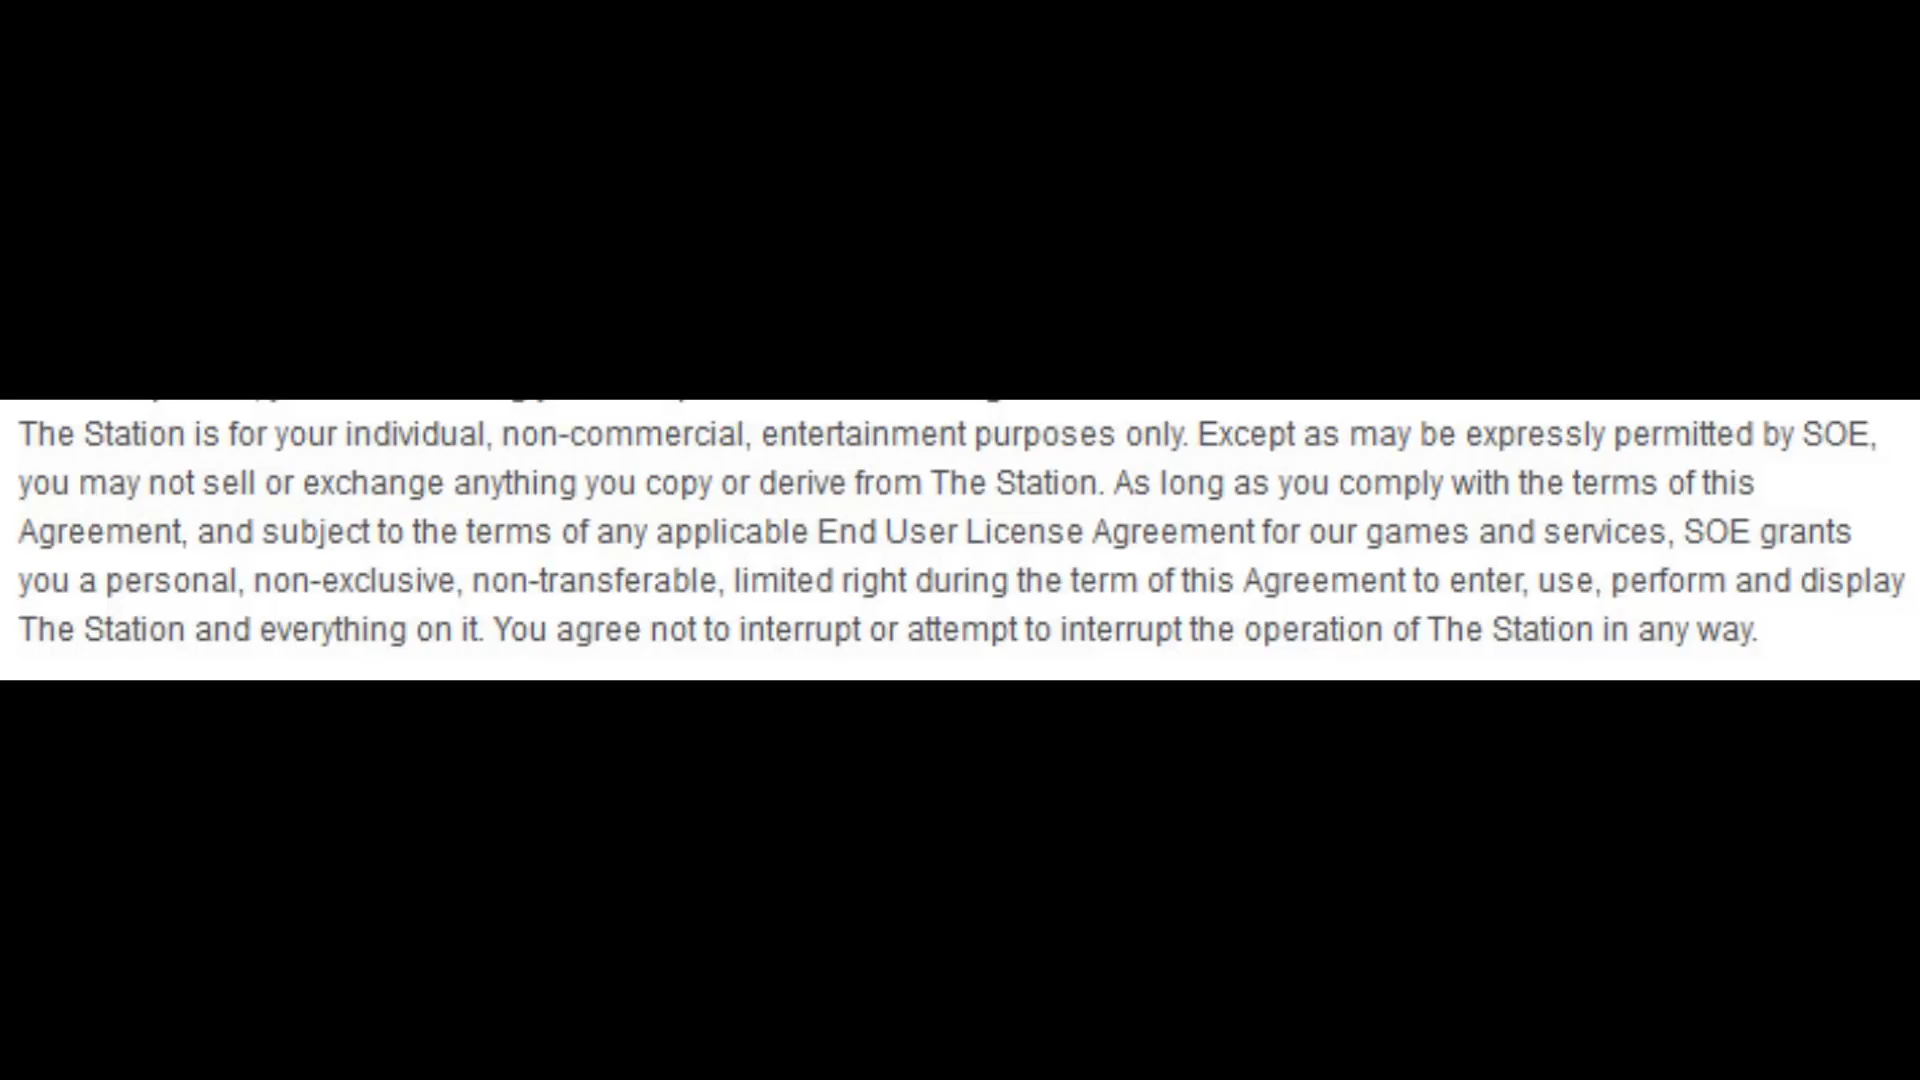 The Station is for your individual, non-commercial, entertainment purposes only. Except as may be expressly permitted by SOE,
you may not sell or exchange anything you copy or derive from The Station. As long as you comply with the terms of this
Agreement, and subject to the terms of any applicable End User License Agreement for our games and services, SOE grants
you a personal, non-exclusive, non-transferable, limited right during the term of this Agreement to enter, use, perform and display
The Station and everything on it. You agree not to interrupt or attempt to interrupt the operation of The Station in any way.